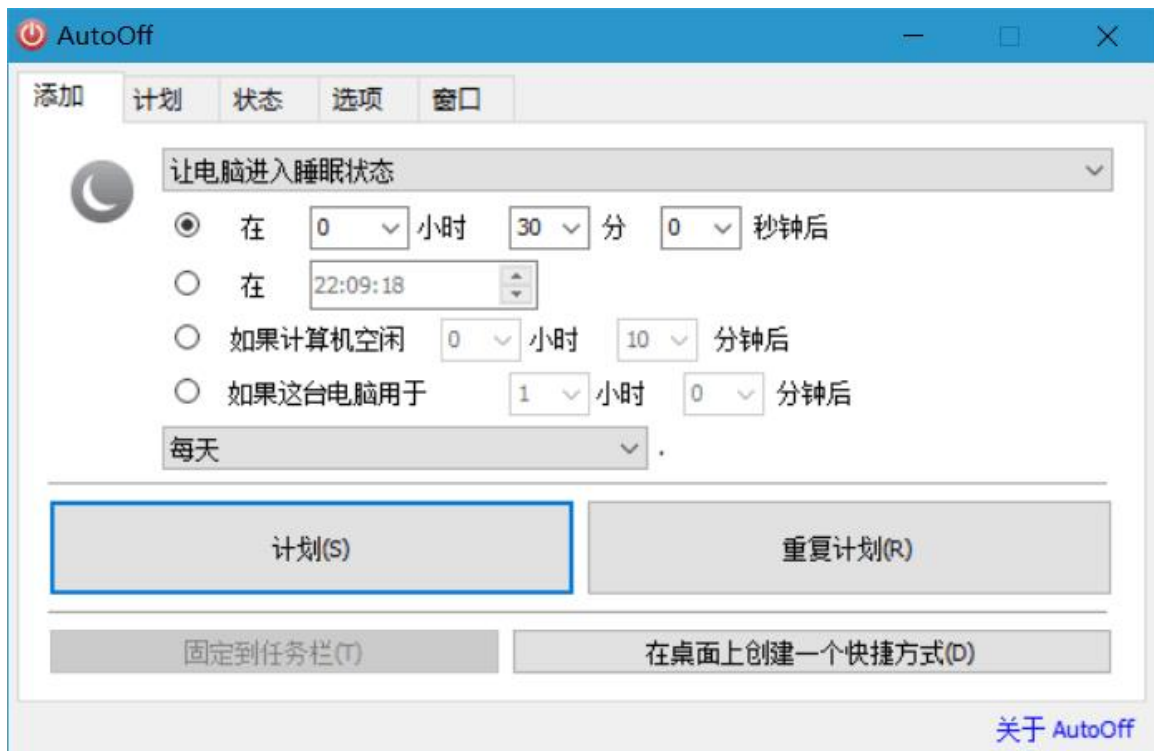 AutoOff
添加 计划 状态 选项 窗口
让电脑进入睡眠状态
在 0 小时 30 分 0 秒钟后
在 22:09:18
如果计算机空闲 0 小时 10 分钟后
如果这台电脑用于 1 小时 0 分钟后
每天 .
计划(S) 重复计划(R)
固定到任务栏(T) 在桌面上创建一个快捷方式(D)
关于 AutoOff